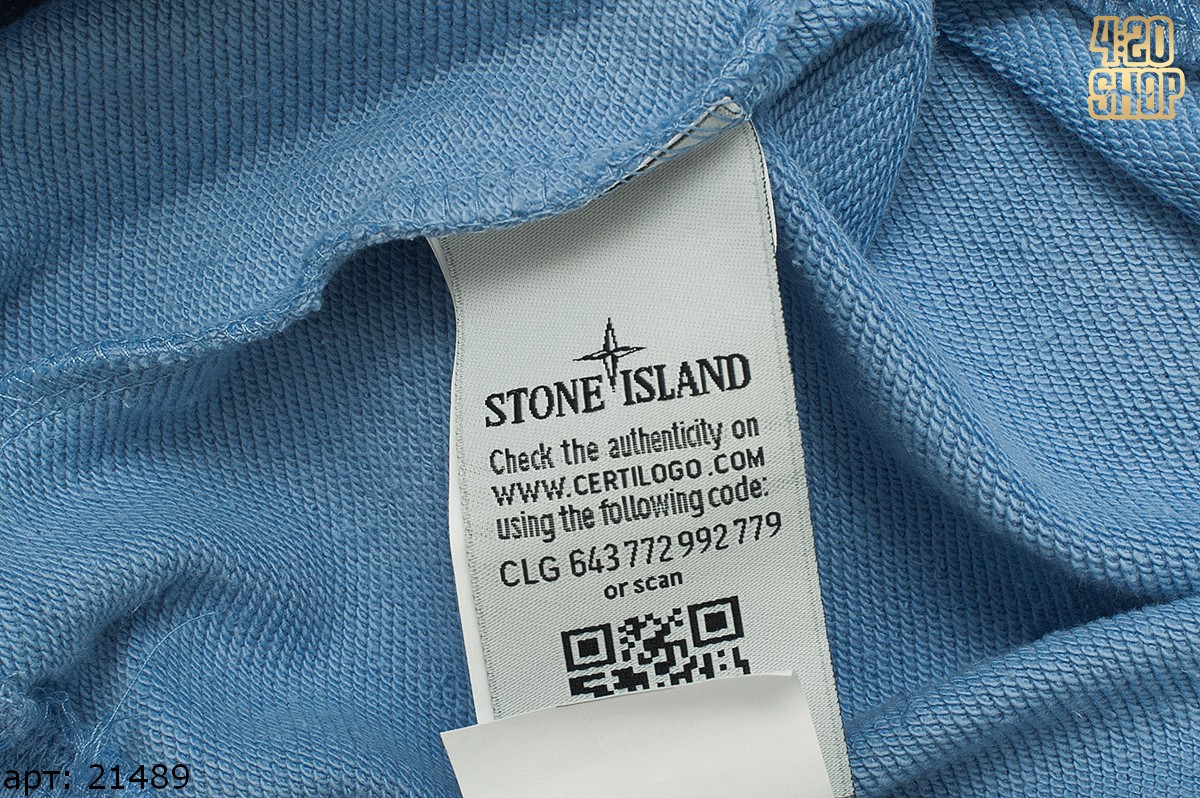 4:20
SHOP
STONE ISLAND
Check the authenticity on
WWW.CERTILOGO.COM
using the following code:
CLG 643 772 992 779
or scan
арт: 21489